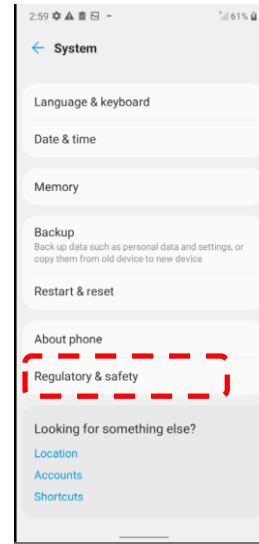 2:59
61%
System
Language & keyboard
Date & time
Memory
Backup
Back up data such as personal data and settings, or
copy them from old device to new device
Restart & reset
About phone
Regulatory & safety
Looking for something else?
Location
Accounts
Shortcuts